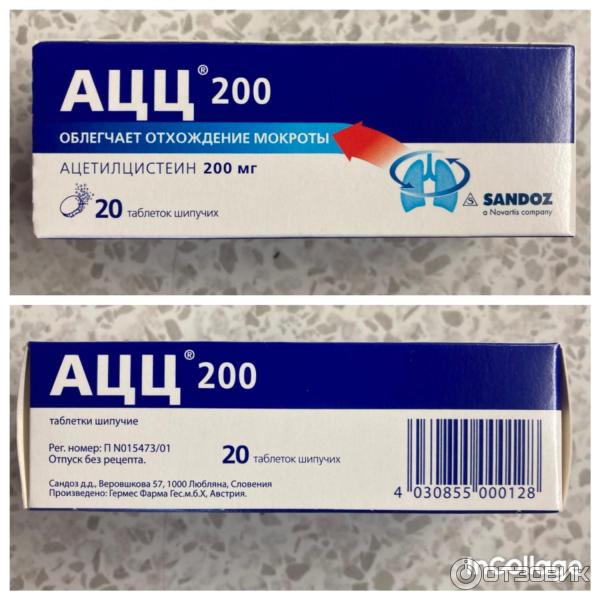 АЦЦ® 200
ОБЛЕГЧАЕТ ОТХОЖДЕНИЕ МОКРОТЫ
АЦЕТИЛЦИСТЕИН 200 мг
20 таблеток шипучих
SANDOZ
a Novartis company
АЦЦ® 200
таблетки шипучие
Рег. номер: П N015473/01
Отпуск без рецепта.
20 таблеток шипучих
Сандоз д.д., Веровшкова 57, 1000 Любляна, Словения
Произведено: Гермес Фарма Гес.м.б.Х, Австрия.
4 030855 000128
InCollage
ОТЗОВИК